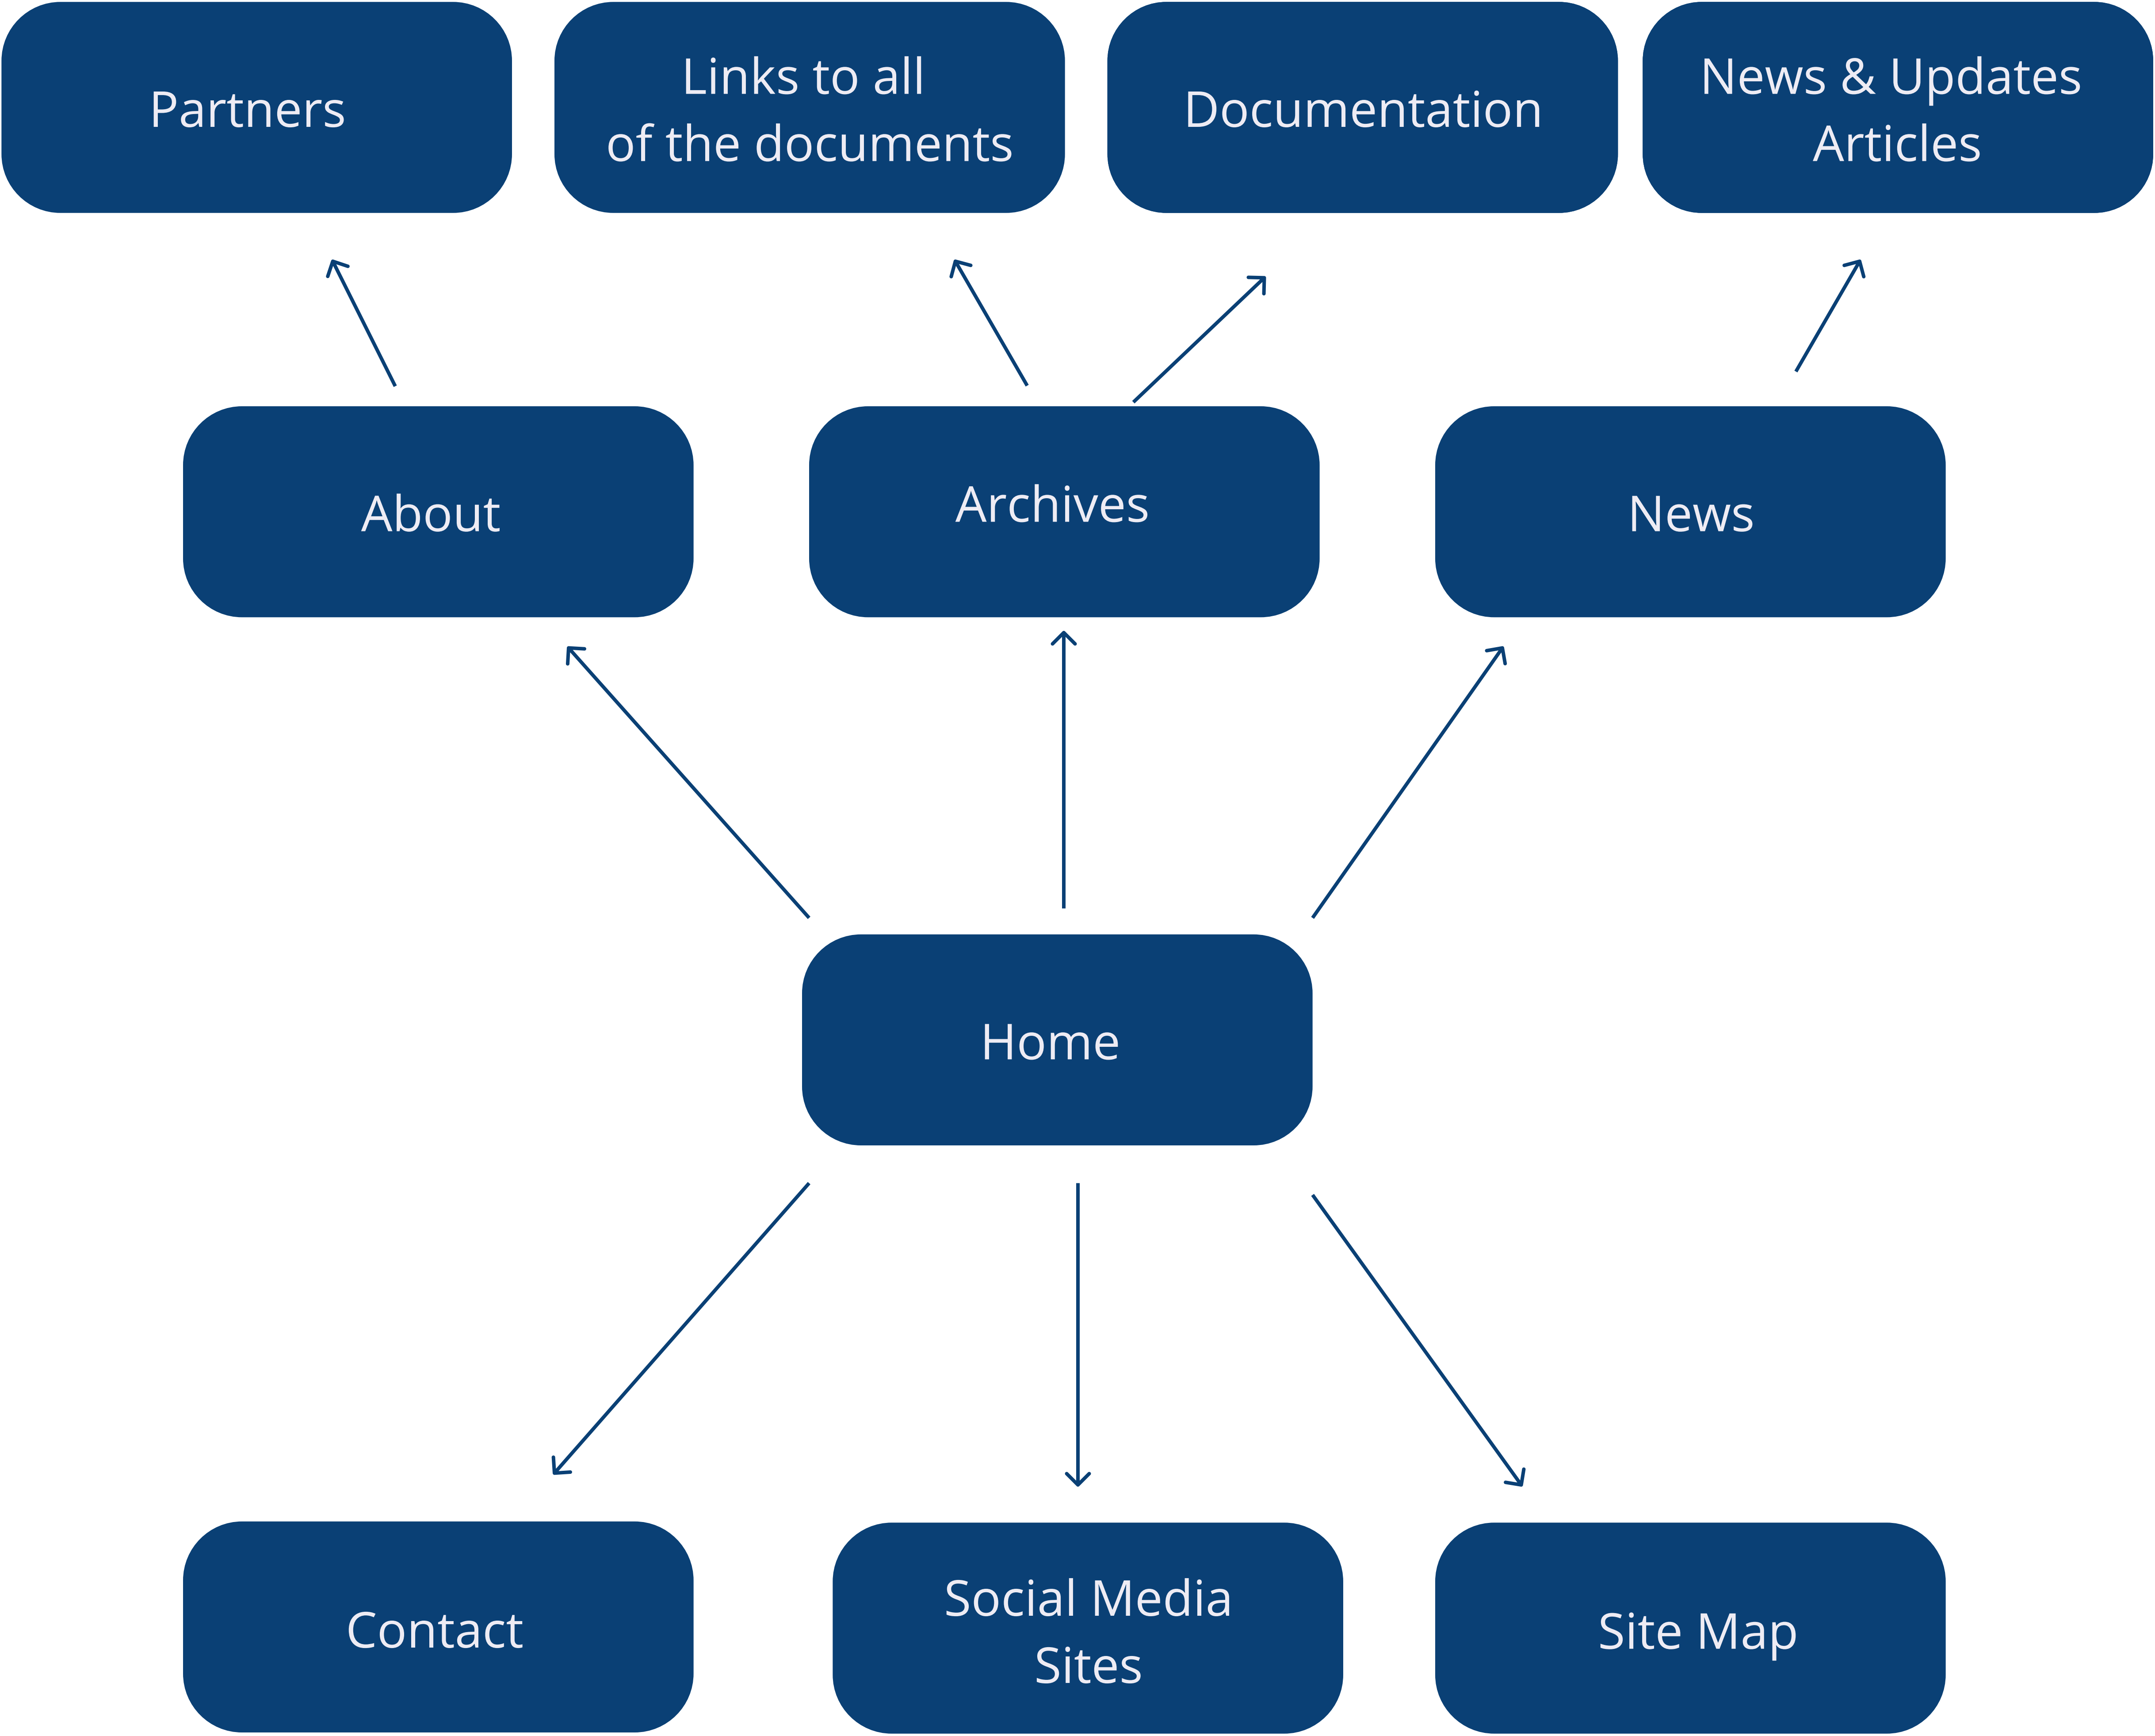 Partners
Links to all
of the documents
Documentation
News & Updates
Articles
About
Archives
News
Home
Contact
Social Media
Sites
Site Map